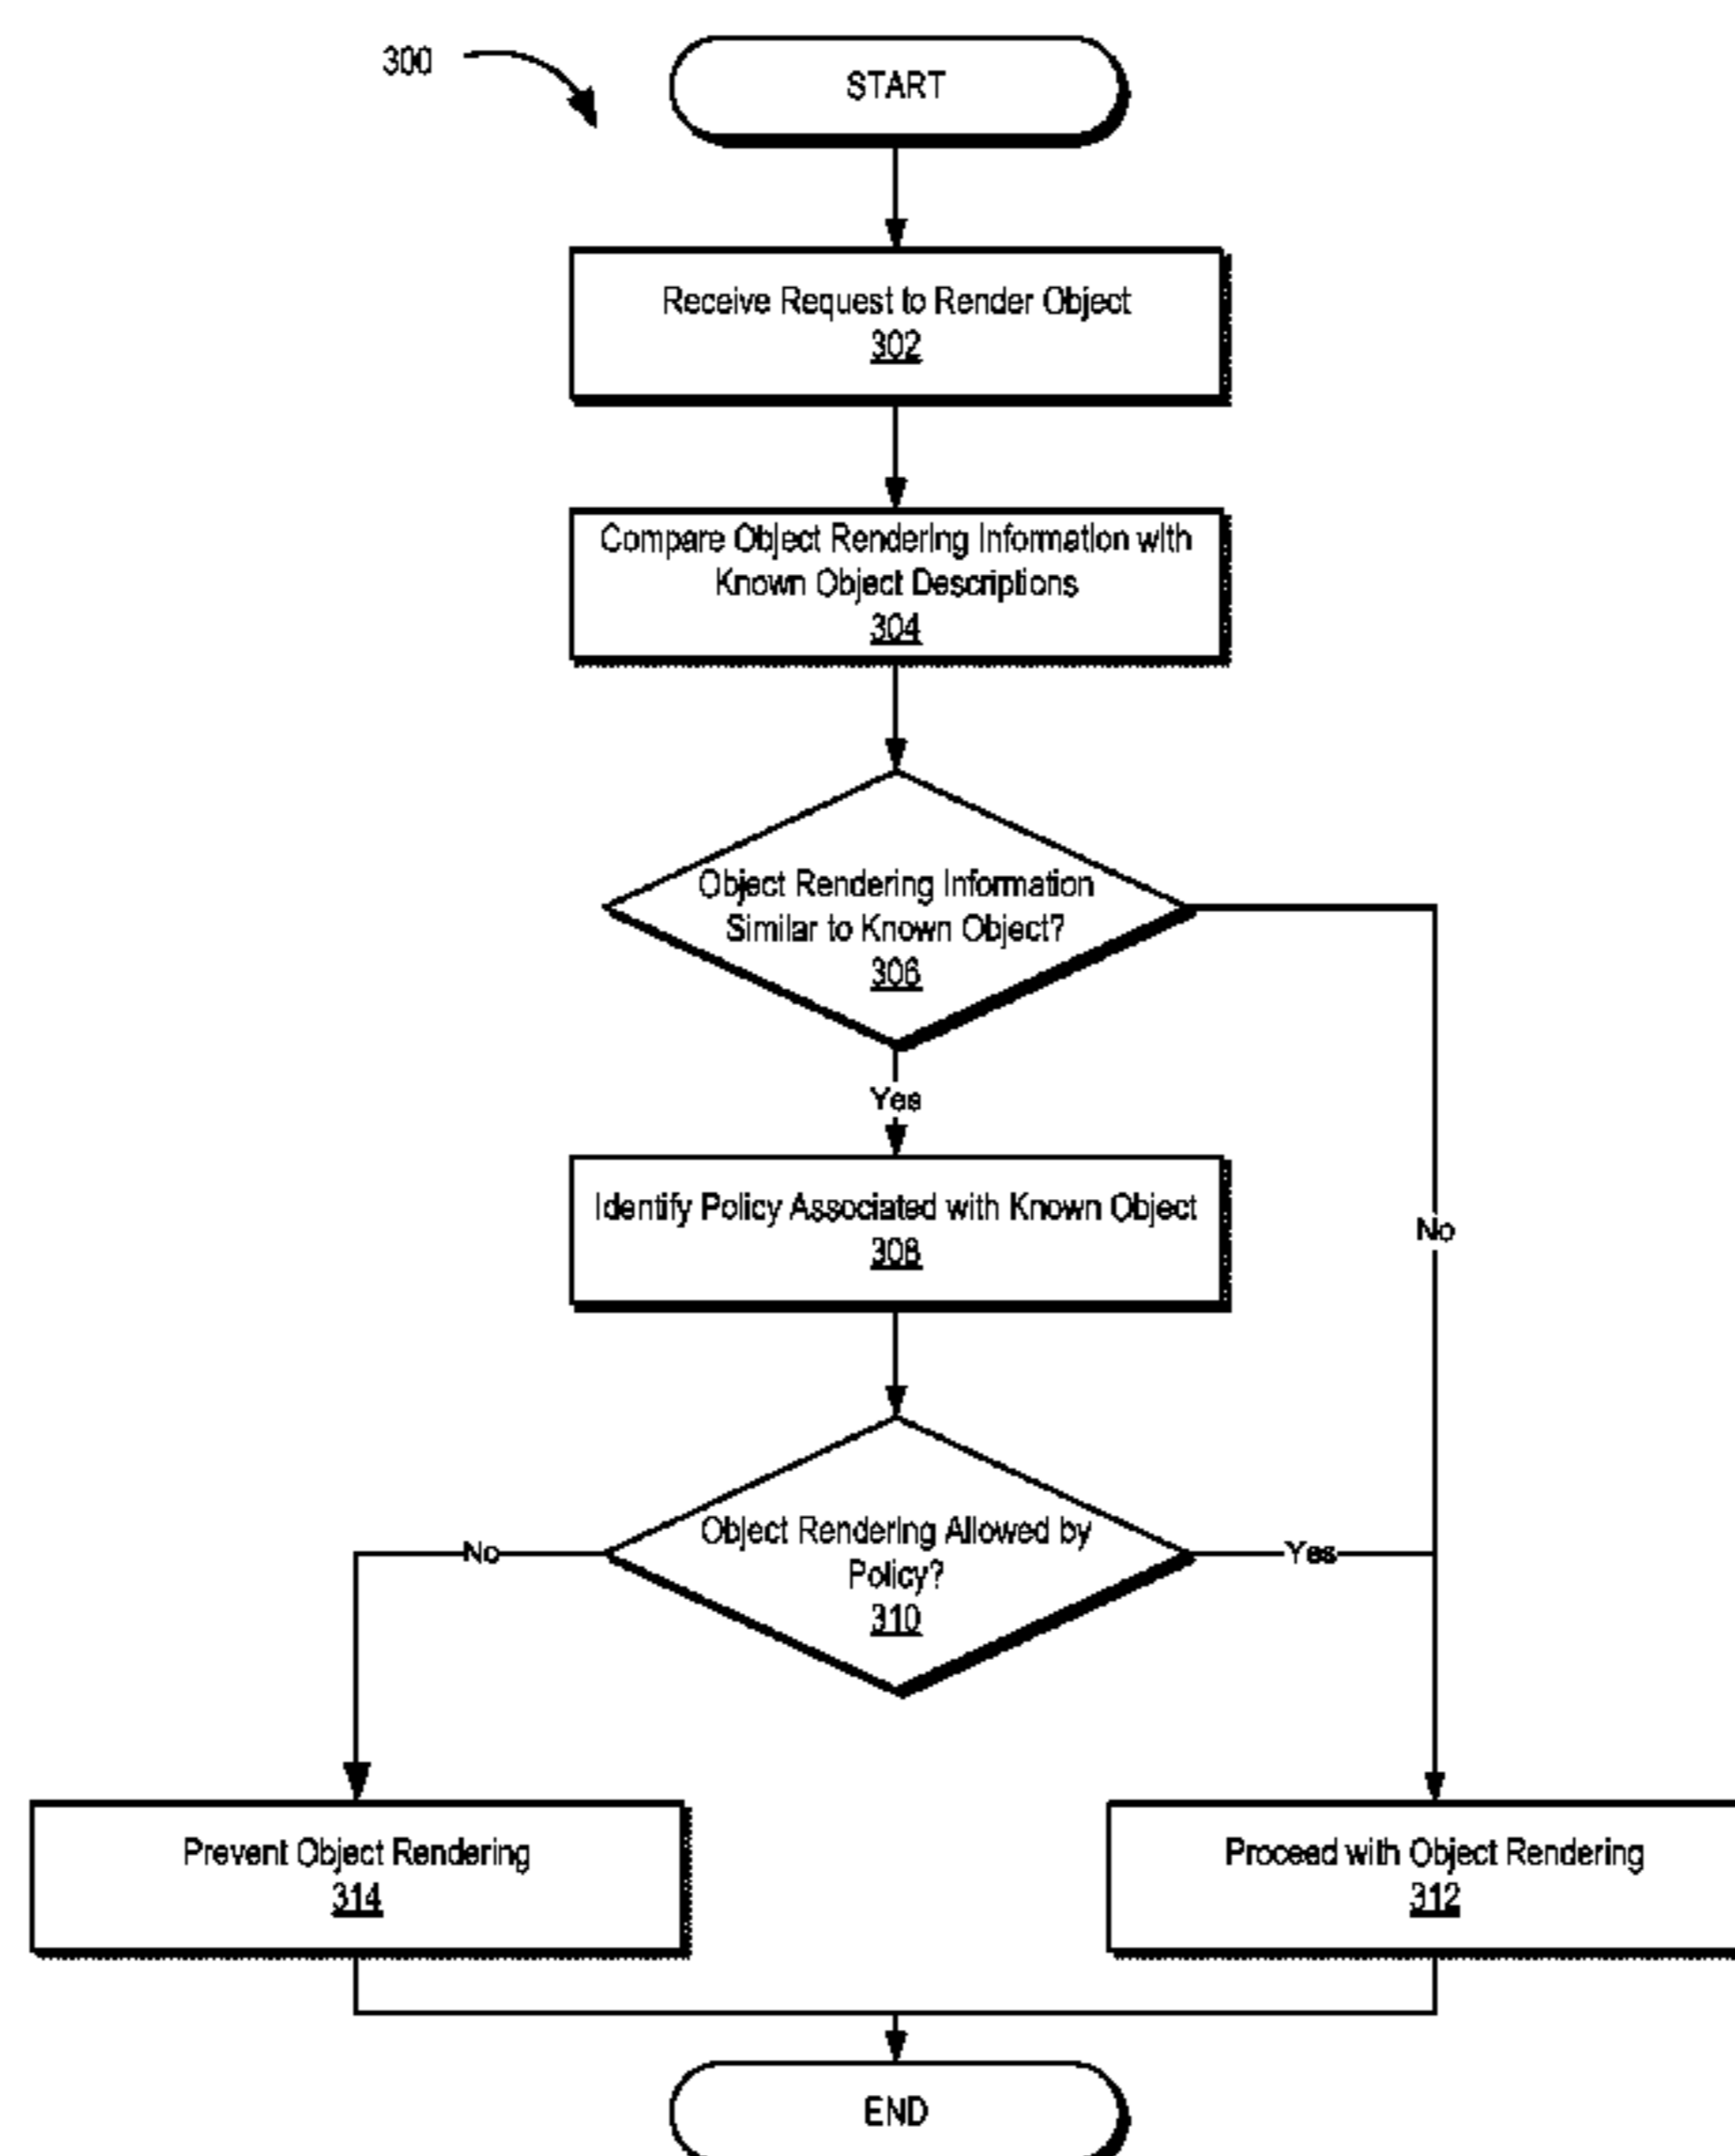 300
START
Receive Request to Render Object
302
Compare Object Rendering Information with
Known Object Descriptions
304
Object Rendering Information
Similar to Known Object?
306
Yes
Identify Policy Associated with Known Object
308
No
Object Rendering Allowed by
Policy?
310
No
Yes
Prevent Object Rendering
314
Proceed with Object Rendering
312
END